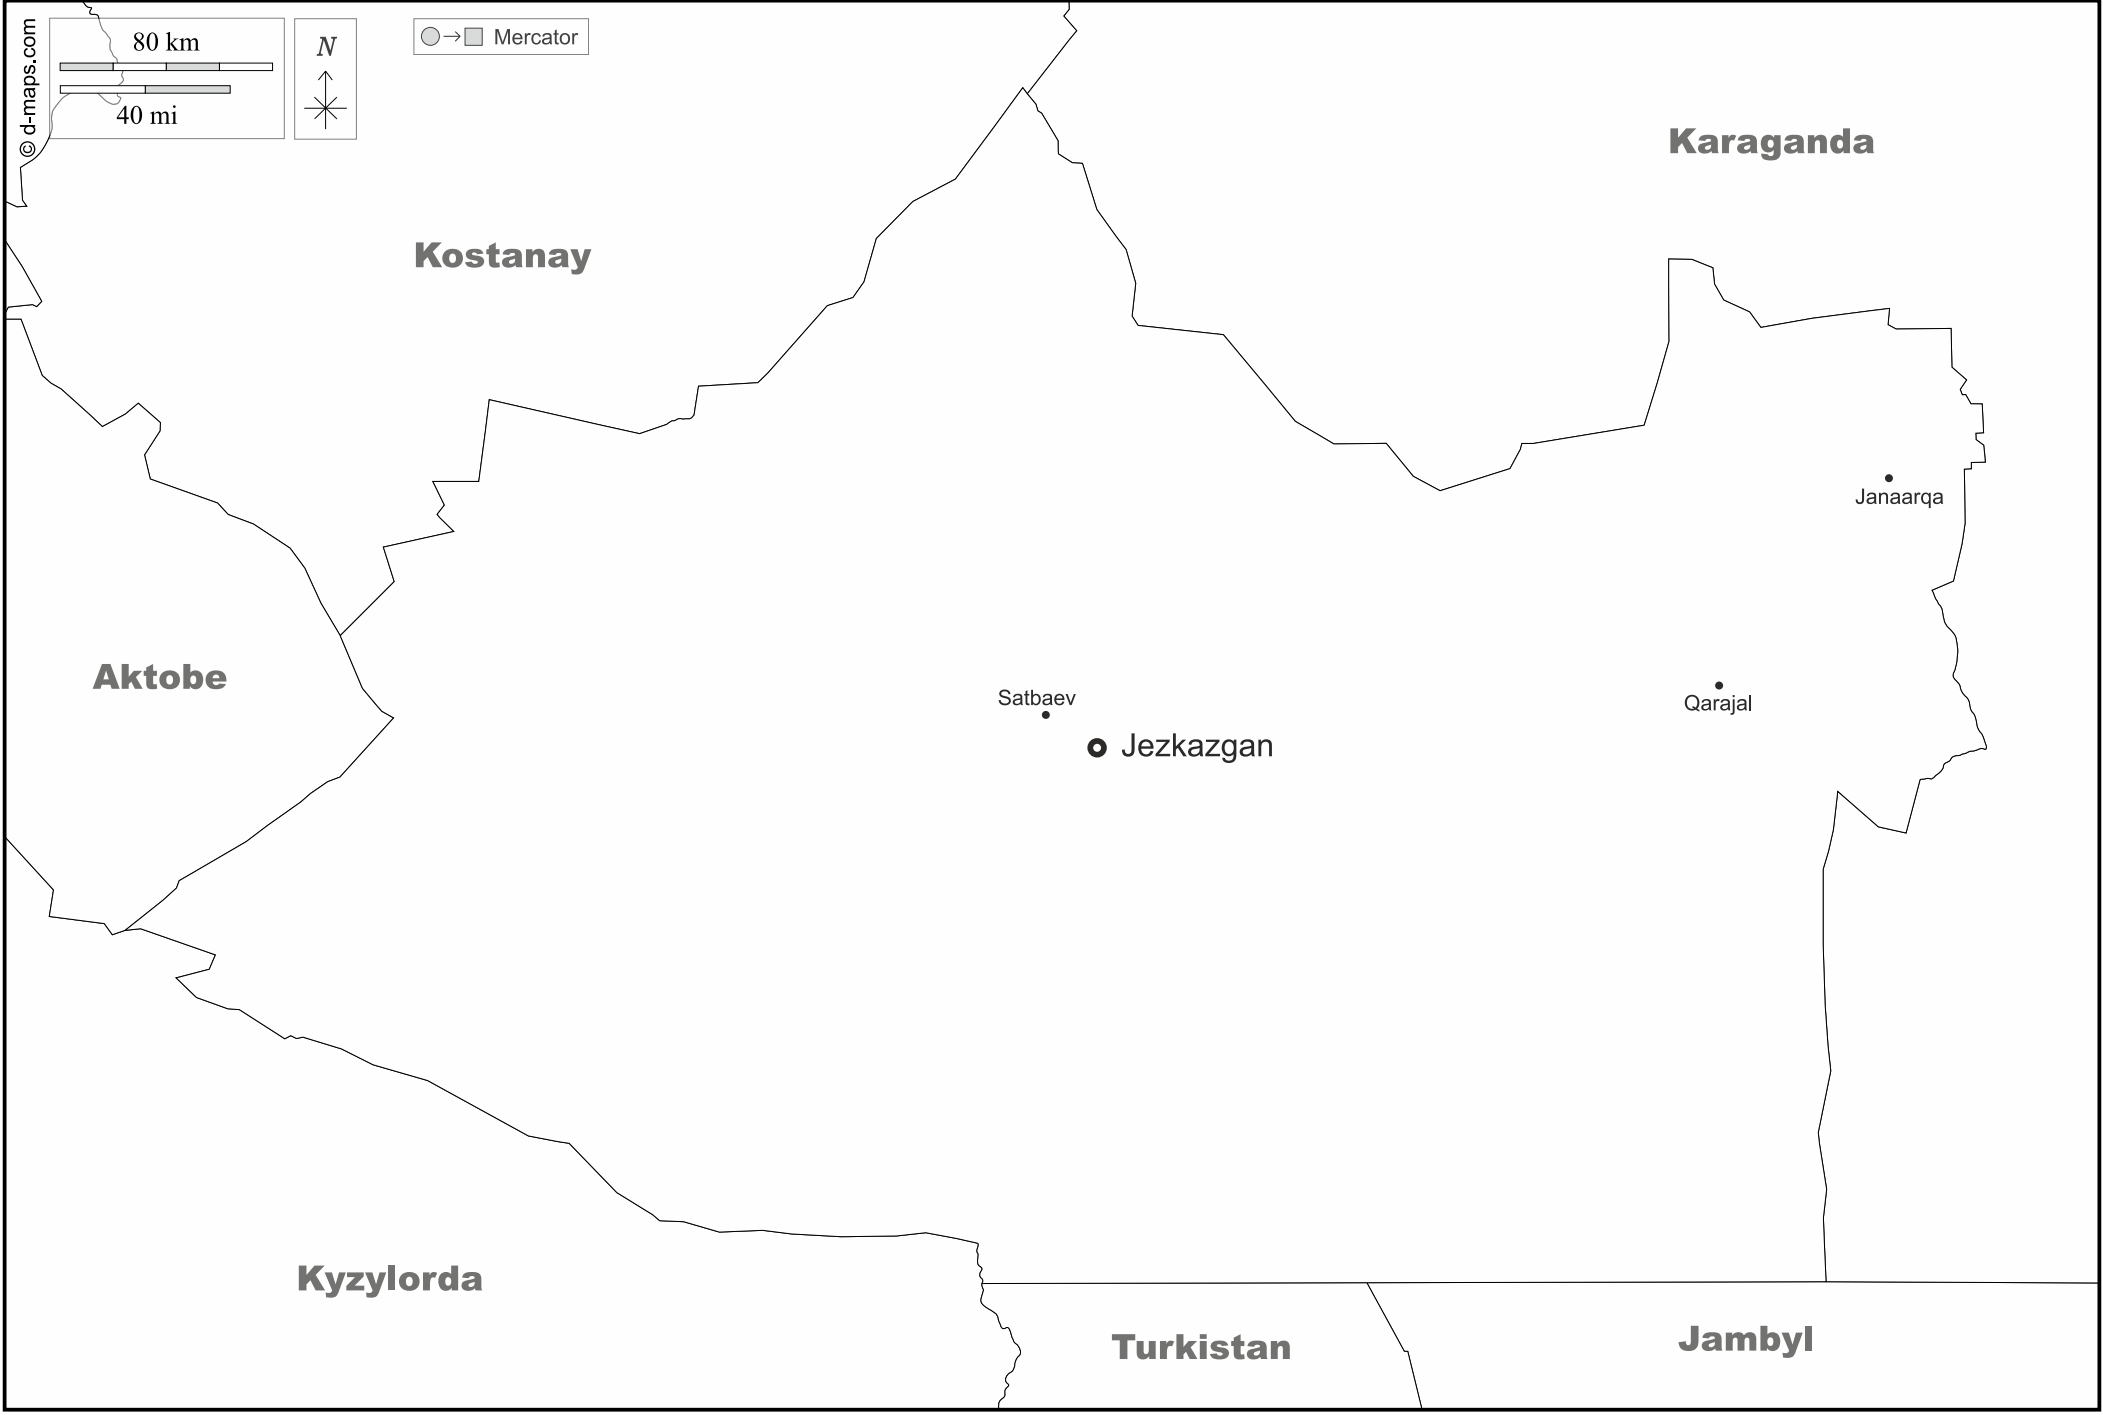 © d-maps.com
80 km
40 mi
N
Mercator
Karaganda
Kostanay
Janaarqa
Aktobe
Satbaev
Qarajal
Jezkazgan
Kyzylorda
Turkistan
Jambyl